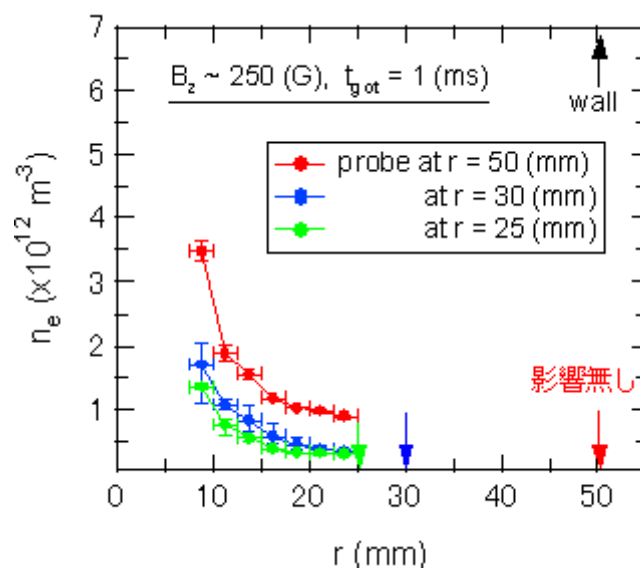 7
6
5
4
3
2
1
0
10
20
30
40
50
n_e (x10^12 m^-3)
r (mm)
B_z ~ 250 (G), t_got = 1 (ms)
wall
probe at r = 50 (mm)
at r = 30 (mm)
at r = 25 (mm)
影響無し